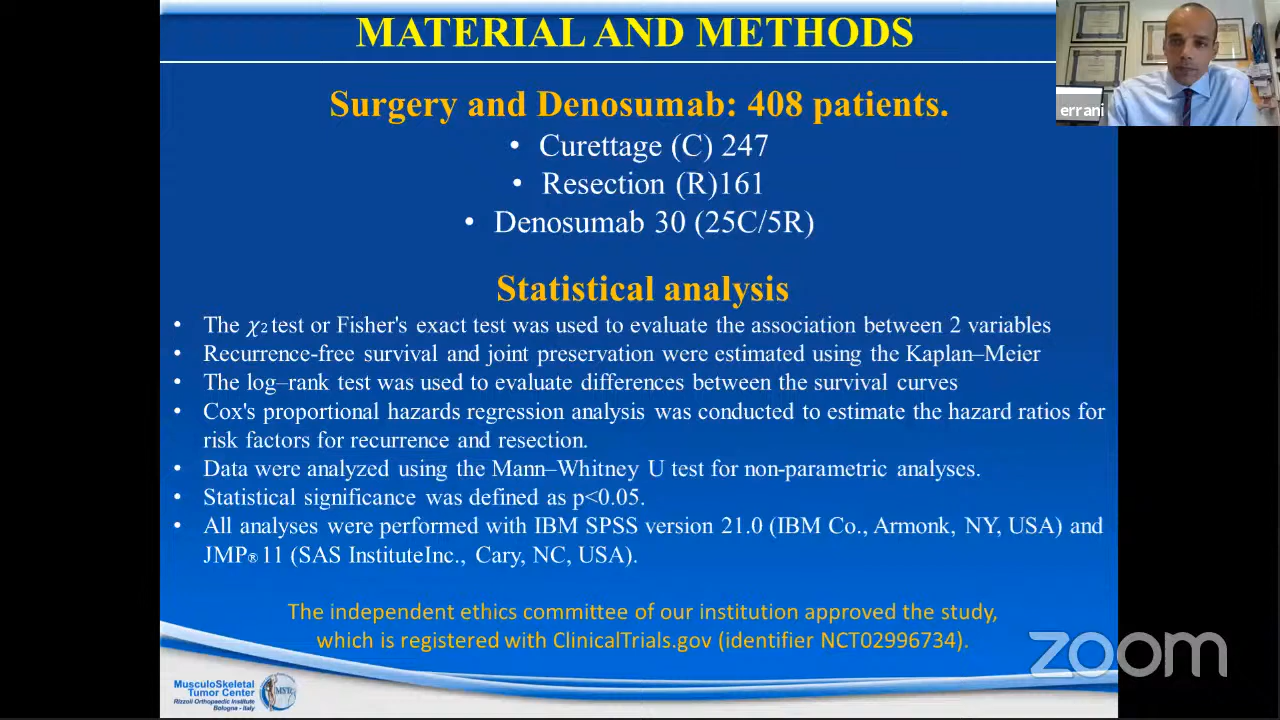 MATERIAL AND METHODS
errani
Surgery and Denosumab: 408 patients.
• Curettage (C) 247
• Resection (R)161
• Denosumab 30 (25C/5R)
Statistical analysis
• The χ2 test or Fisher's exact test was used to evaluate the association between 2 variables
• Recurrence-free survival and joint preservation were estimated using the Kaplan–Meier
• The log–rank test was used to evaluate differences between the survival curves
• Cox's proportional hazards regression analysis was conducted to estimate the hazard ratios for
risk factors for recurrence and resection.
• Data were analyzed using the Mann–Whitney U test for non-parametric analyses.
• Statistical significance was defined as p<0.05.
• All analyses were performed with IBM SPSS version 21.0 (IBM Co., Armonk, NY, USA) and
JMP® 11 (SAS InstituteInc., Cary, NC, USA).
The independent ethics committee of our institution approved the study,
which is registered with ClinicalTrials.gov (identifier NCT02996734).
zoom
MusculoSkeletal
Tumor Center
Rizzoli Orthopaedic Institute
Bologna - Italy